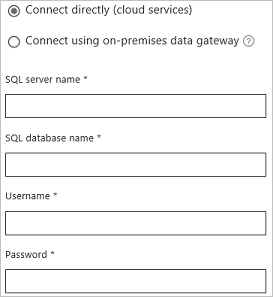 Connect directly (cloud services)
Connect using on-premises data gateway ?
SQL server name *
SQL database name *
Username *
Password *